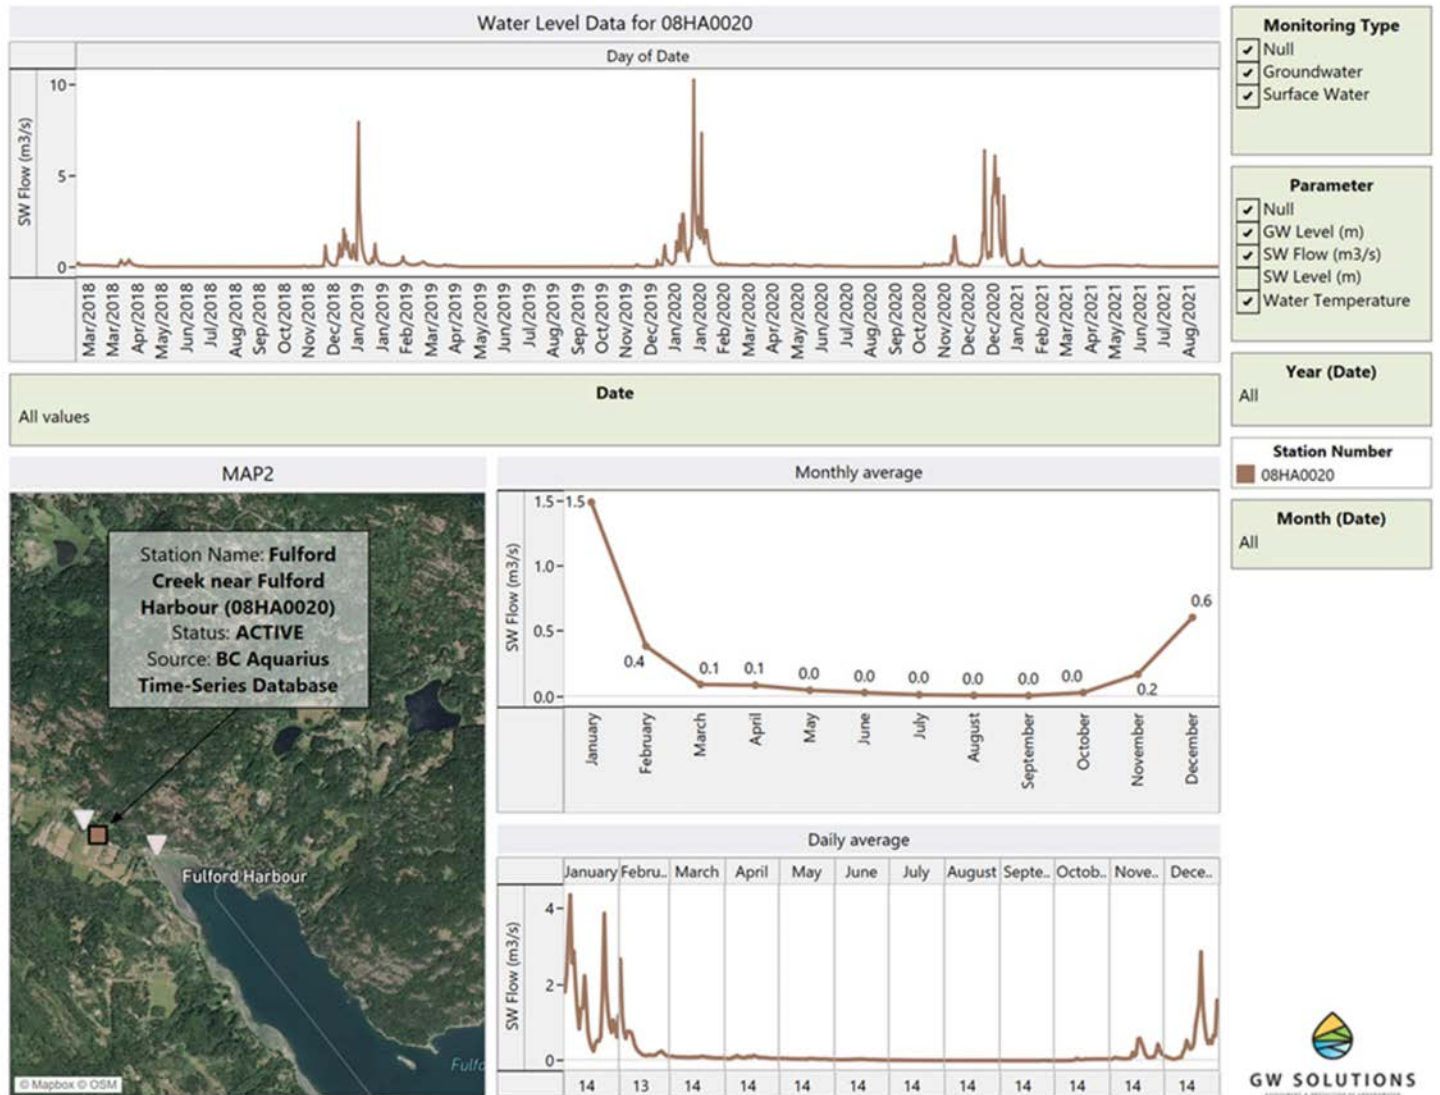 Water Level Data for 08HA0020
Day of Date
SW Flow (m3/s)
10
5
0
Mar/2018
Mar/2018
Apr/2018
May/2018
Jun/2018
Jul/2018
Aug/2018
Sep/2018
Oct/2018
Nov/2018
Dec/2018
Jan/2019
Jan/2019
Feb/2019
Mar/2019
Apr/2019
May/2019
Jun/2019
Jul/2019
Aug/2019
Sep/2019
Oct/2019
Nov/2019
Dec/2019
Jan/2020
Jan/2020
Feb/2020
Mar/2020
Apr/2020
May/2020
Jun/2020
Jul/2020
Aug/2020
Sep/2020
Oct/2020
Nov/2020
Dec/2020
Dec/2020
Jan/2021
Feb/2021
Mar/2021
Apr/2021
May/2021
Jun/2021
Jul/2021
Aug/2021
Monitoring Type
Null
Groundwater
Surface Water
Parameter
Null
GW Level (m)
SW Flow (m3/s)
SW Level (m)
Water Temperature
Year (Date)
All
Station Number
08HA0020
Month (Date)
All
Date
All values
MAP2
Station Name: Fulford
Creek near Fulford
Harbour (08HA0020)
Status: ACTIVE
Source: BC Aquarius
Time-Series Database
Fulford Harbour
Fulfo
© Mapbox © OSM
Monthly average
SW Flow (m3/s)
1.5
1.0
0.5
0.0
1.5
0.4
0.1
0.1
0.0
0.0
0.0
0.0
0.0
0.0
0.2
0.6
January
February
March
April
May
June
July
August
September
October
November
December
Daily average
January Febru.. March April May June July August Septe.. Octob.. Nove.. Dece..
SW Flow (m3/s)
4
2
0
14 13 14 14 14 14 14 14 14 14 14 14
GW SOLUTIONS